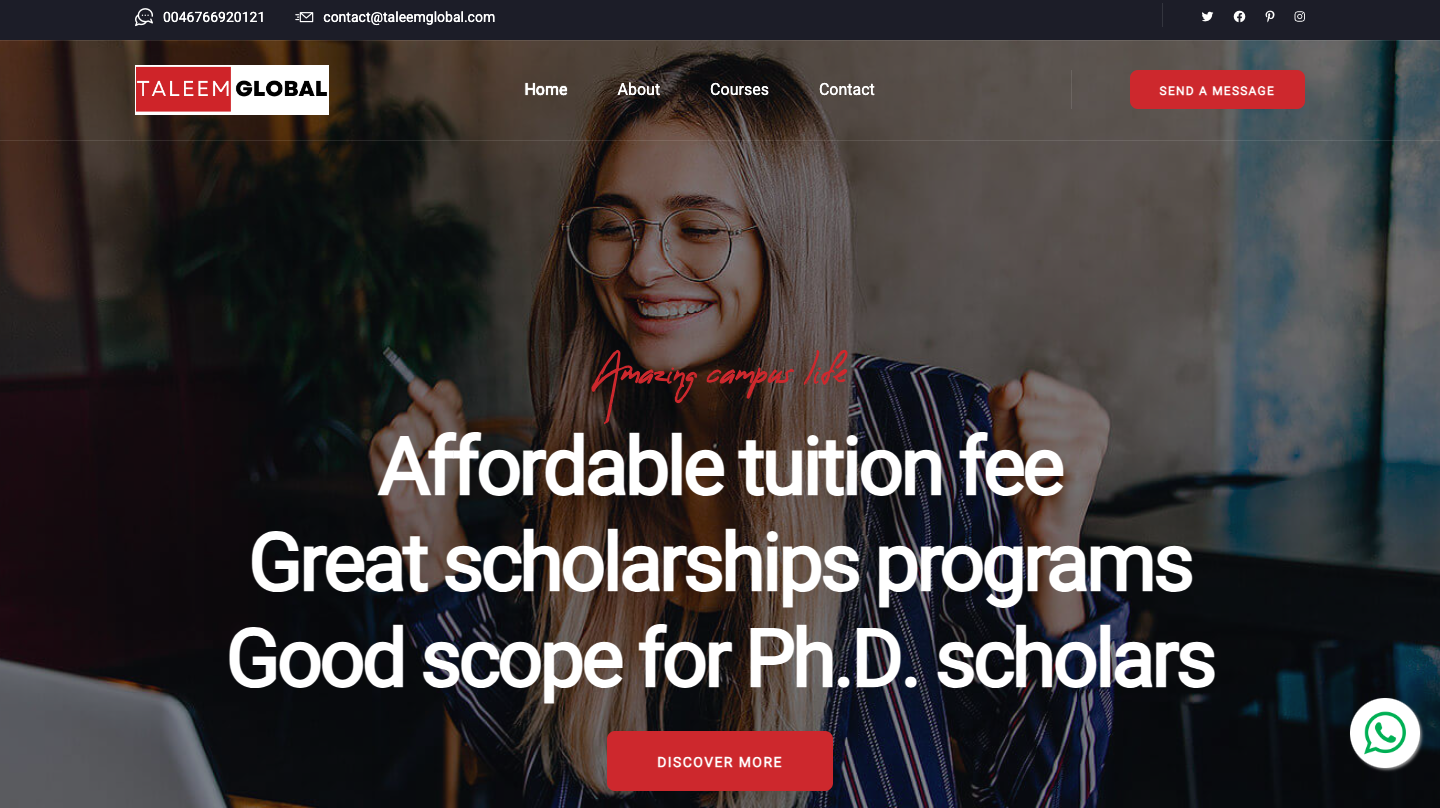 0046766920121
contact@taleemglobal.com
TALEEM GLOBAL
Home
About
Courses
Contact
SEND A MESSAGE
Amazing campus life
Affordable tuition fee
Great scholarships programs
Good scope for Ph.D. scholars
DISCOVER MORE